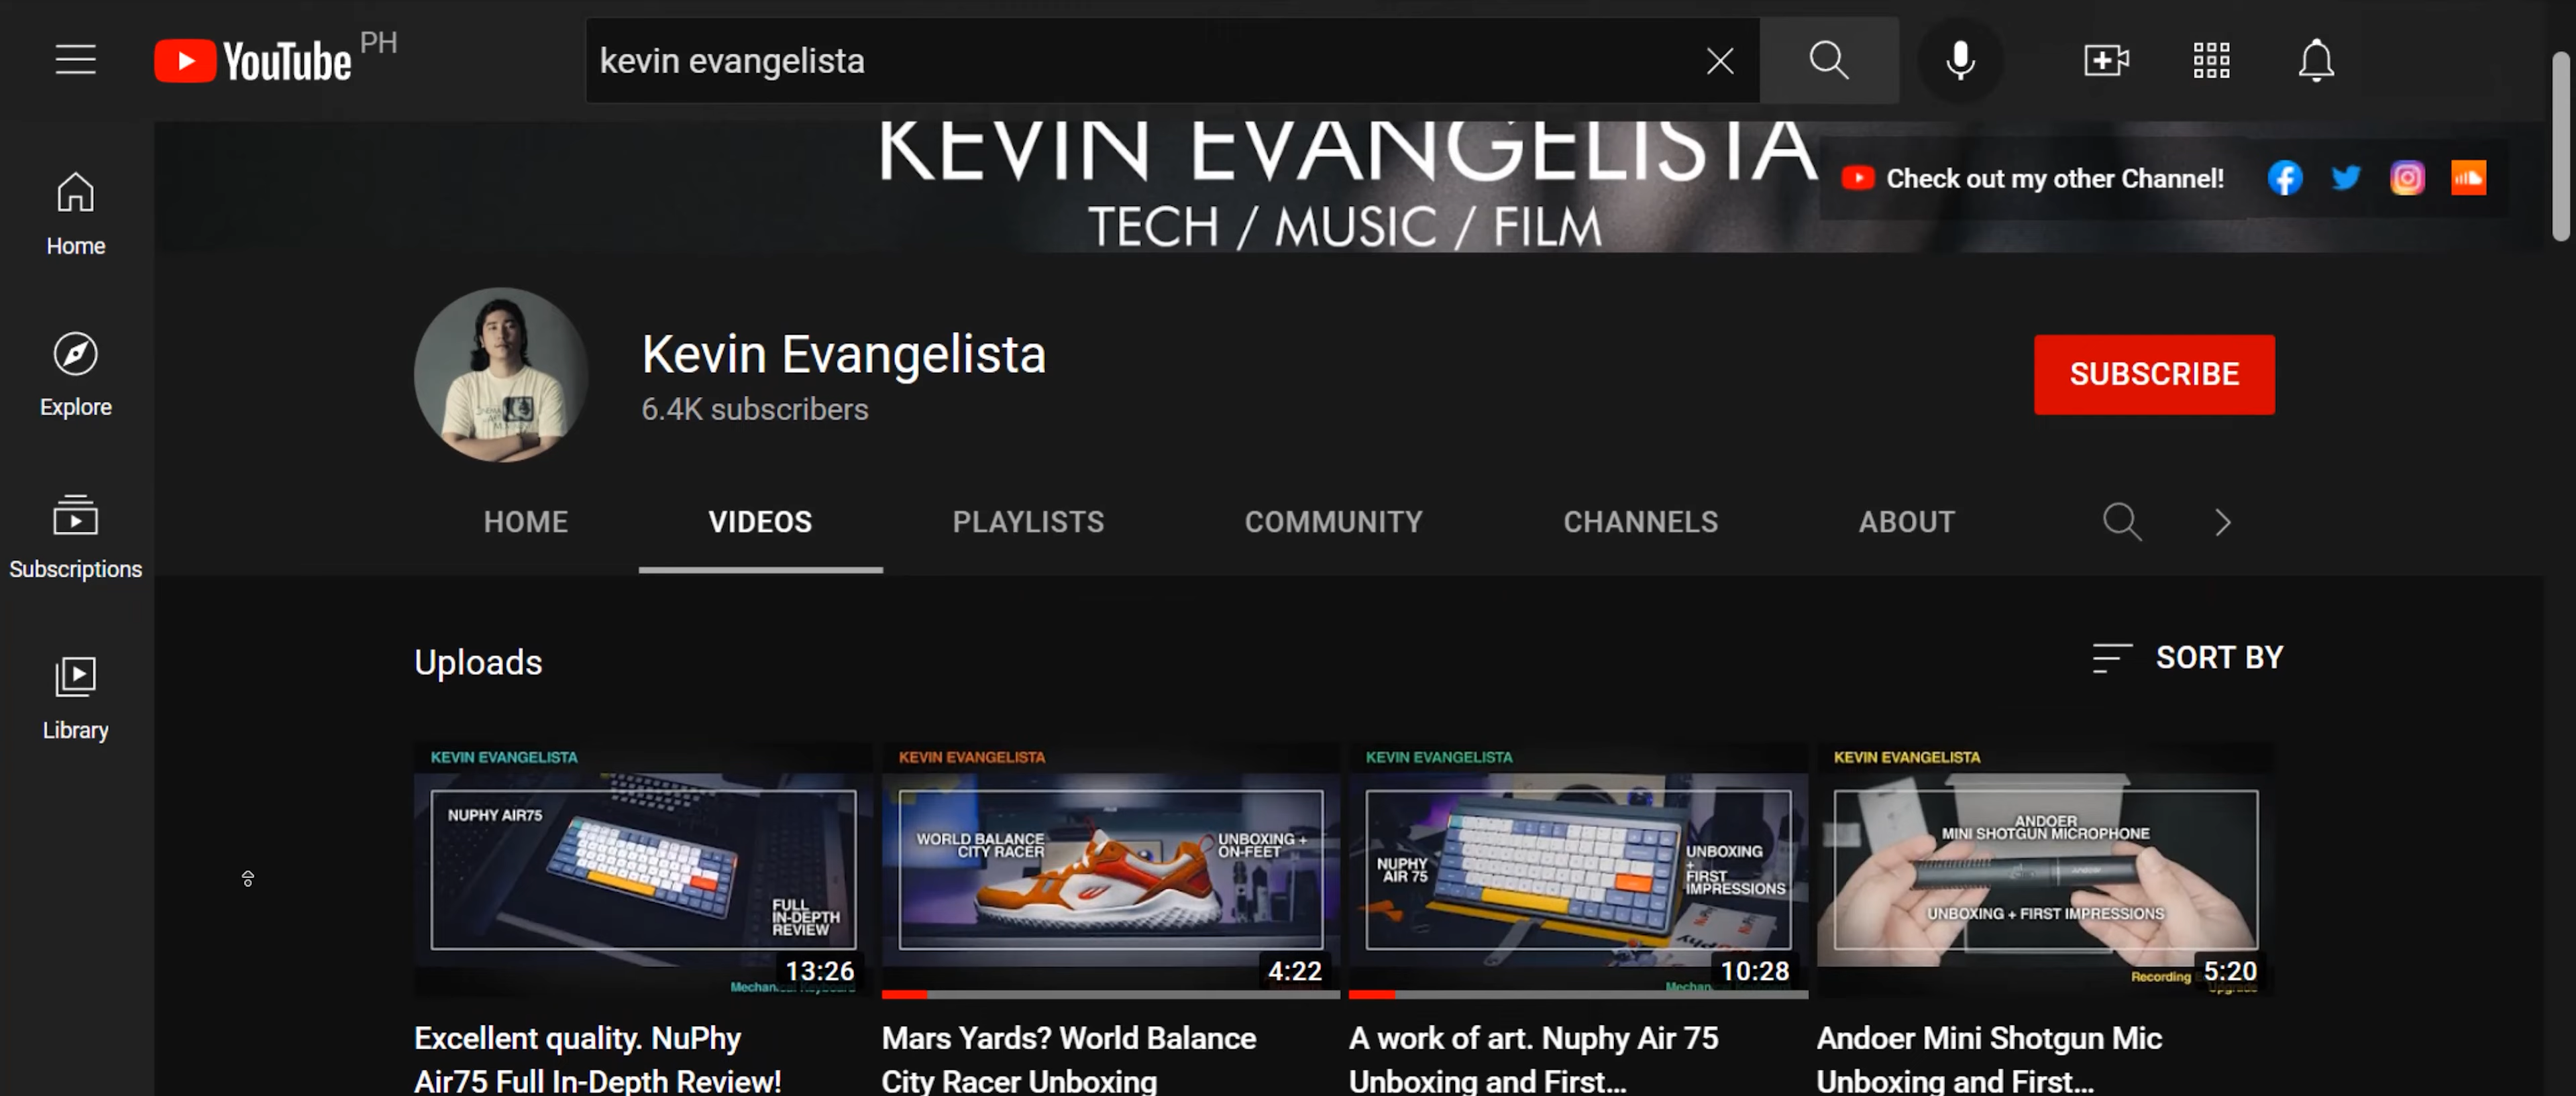 YouTube PH
kevin evangelista
KEVIN EVANGELISTA
TECH / MUSIC / FILM
Check out my other Channel!
Home
Explore
Subscriptions
Library
Kevin Evangelista
6.4K subscribers
SUBSCRIBE
HOME
VIDEOS
PLAYLISTS
COMMUNITY
CHANNELS
ABOUT
Uploads
SORT BY
KEVIN EVANGELISTA
NUPHY AIR75
FULL
IN-DEPTH
REVIEW
13:26
Mechanical Keyboard
Excellent quality. NuPhy
Air75 Full In-Depth Review!
KEVIN EVANGELISTA
WORLD BALANCE
CITY RACER
UNBOXING +
ON-FEET
4:22
Mars Yards? World Balance
City Racer Unboxing
KEVIN EVANGELISTA
NUPHY
AIR 75
UNBOXING
+
FIRST
IMPRESSIONS
10:28
A work of art. Nuphy Air 75
Unboxing and First...
KEVIN EVANGELISTA
ANDOER
MINI SHOTGUN MICROPHONE
UNBOXING + FIRST IMPRESSIONS
5:20
Recording
Upgrade
Andoer Mini Shotgun Mic
Unboxing and First...